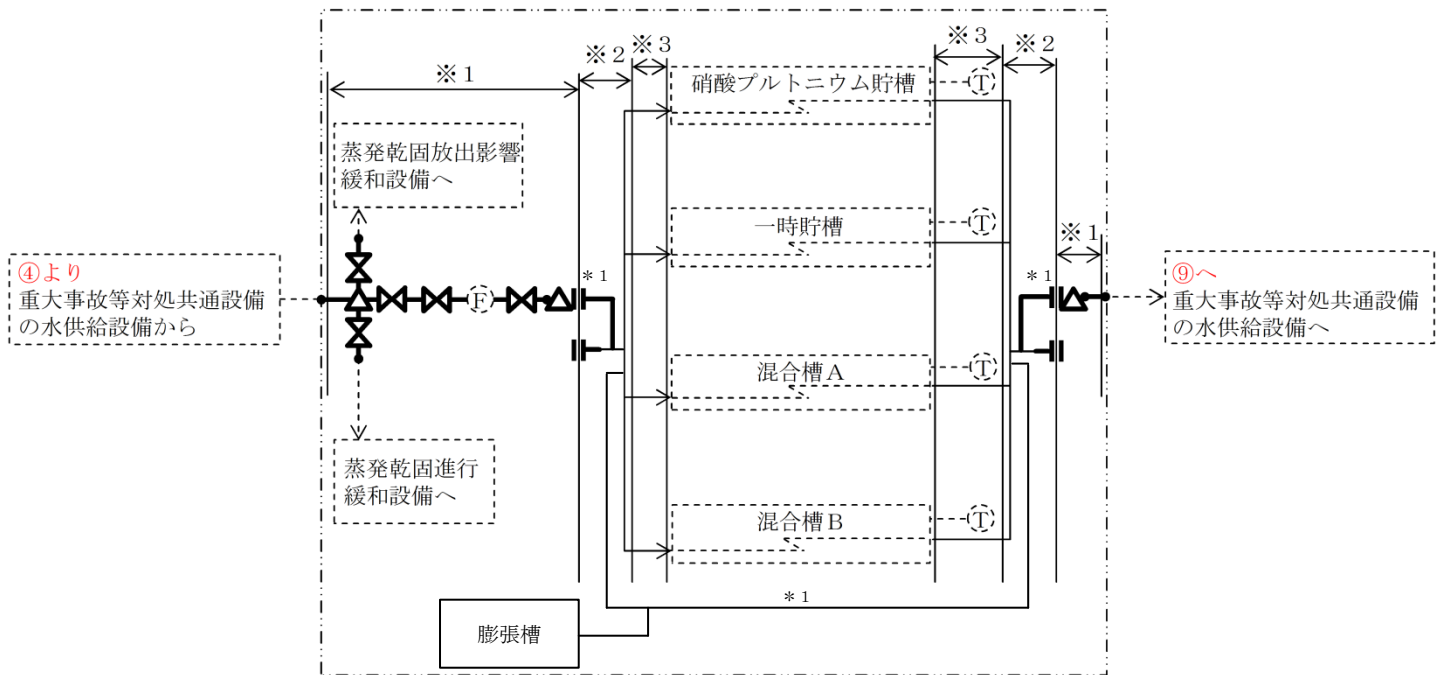 ※1
※2
※3
※3
※2
硝酸プルトニウム貯槽
T
蒸発乾固放出影響
緩和設備へ
一時貯槽
T
※1
④より
重大事故等対処共通設備
の水供給設備から
F
*1
*1
⑨へ
重大事故等対処共通設備
の水供給設備へ
混合槽A
T
蒸発乾固進行
緩和設備へ
混合槽B
T
*1
膨張槽